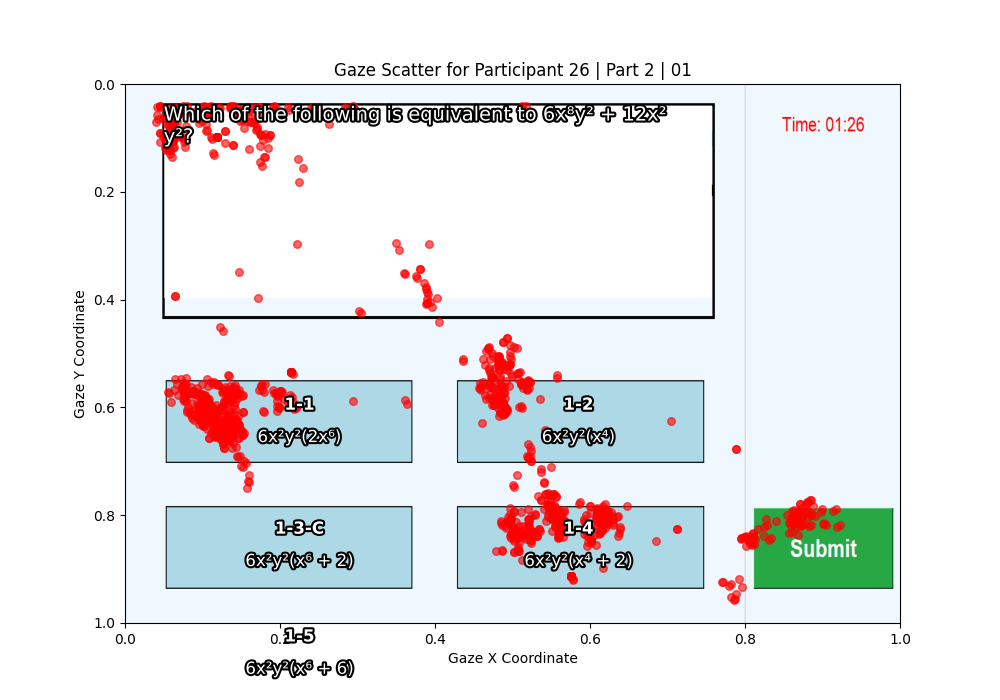 Gaze Scatter for Participant 26 | Part 2 | 01
0.0
Which of the following is equivalent to 6x⁸y² + 12x²
y²?
Time: 01:26
0.2
0.4
Gaze Y Coordinate
0.6
1-1
6x²y²(2x⁶)
1-2
6x²y²(x⁴)
0.8
1-3-C
6x²y²(x⁶ + 2)
1-4
6x²y²(x⁴ + 2)
Submit
1.0
0.0 0.2 0.4 0.6 0.8 1.0
1-5
Gaze X Coordinate
6x²y²(x⁶ + 6)